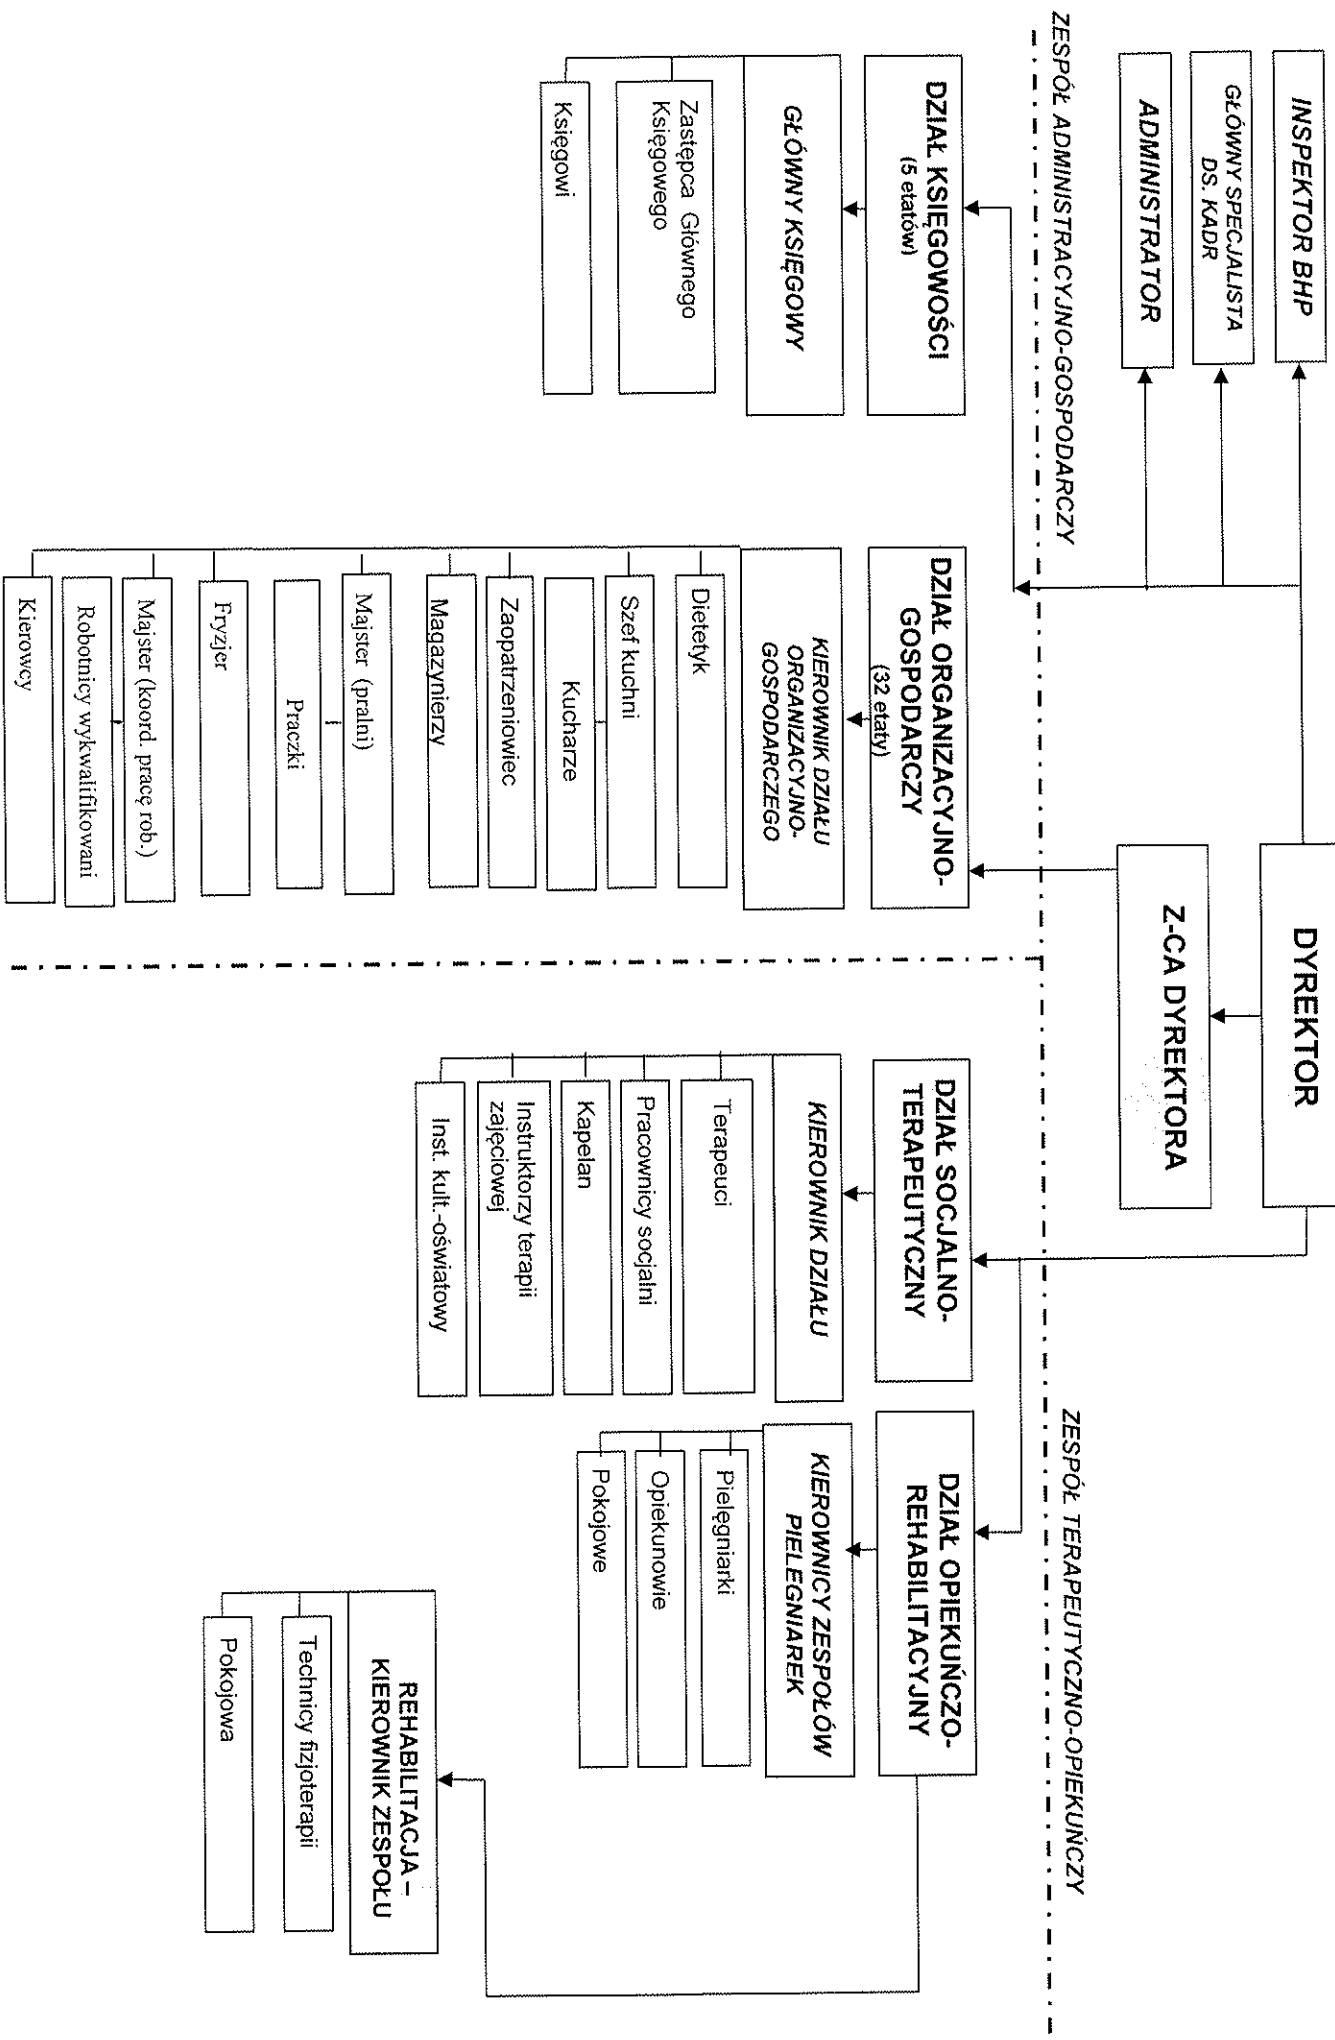 DYREKTOR
Z-CA DYREKTORA
INSPEKTOR BHP
GŁÓWNY SPECJALISTA
DS. KADR
ADMINISTRATOR
ZESPÓŁ ADMINISTRACYJNO-GOSPODARCZY
ZESPÓŁ TERAPEUTYCZNO-OPIEKUŃCZY
DZIAŁ KSIĘGOWOŚCI
(5 etatów)
GŁÓWNY KSIĘGOWY
Zastępca Głównego
Księgowego
Księgowi
DZIAŁ ORGANIZACYJNO-
GOSPODARCZY
(32 etaty)
KIEROWNIK DZIAŁU
ORGANIZACYJNO-
GOSPODARCZEGO
Dietetyk
Szef kuchni
Kucharze
Zaopatrzeniowiec
Magazynierzy
Majster (pralni)
Praczki
Fryzjer
Majster (koord. pracę rob.)
Robotnicy wykwalifikowani
Kierowcy
DZIAŁ SOCJALNO-
TERAPEUTYCZNY
KIEROWNIK DZIAŁU
Terapeuci
Pracownicy socjalni
Kapelan
Instruktorzy terapii
zajęciowej
Inst. kult.-oświatowy
DZIAŁ OPIEKUŃCZO-
REHABILITACYJNY
KIEROWNICY ZESPOŁÓW
PIELEGNIAREK
Pielęgniarki
Opiekunowie
Pokojowe
REHABILITACJA –
KIEROWNIK ZESPOŁU
Technicy fizjoterapii
Pokojowa